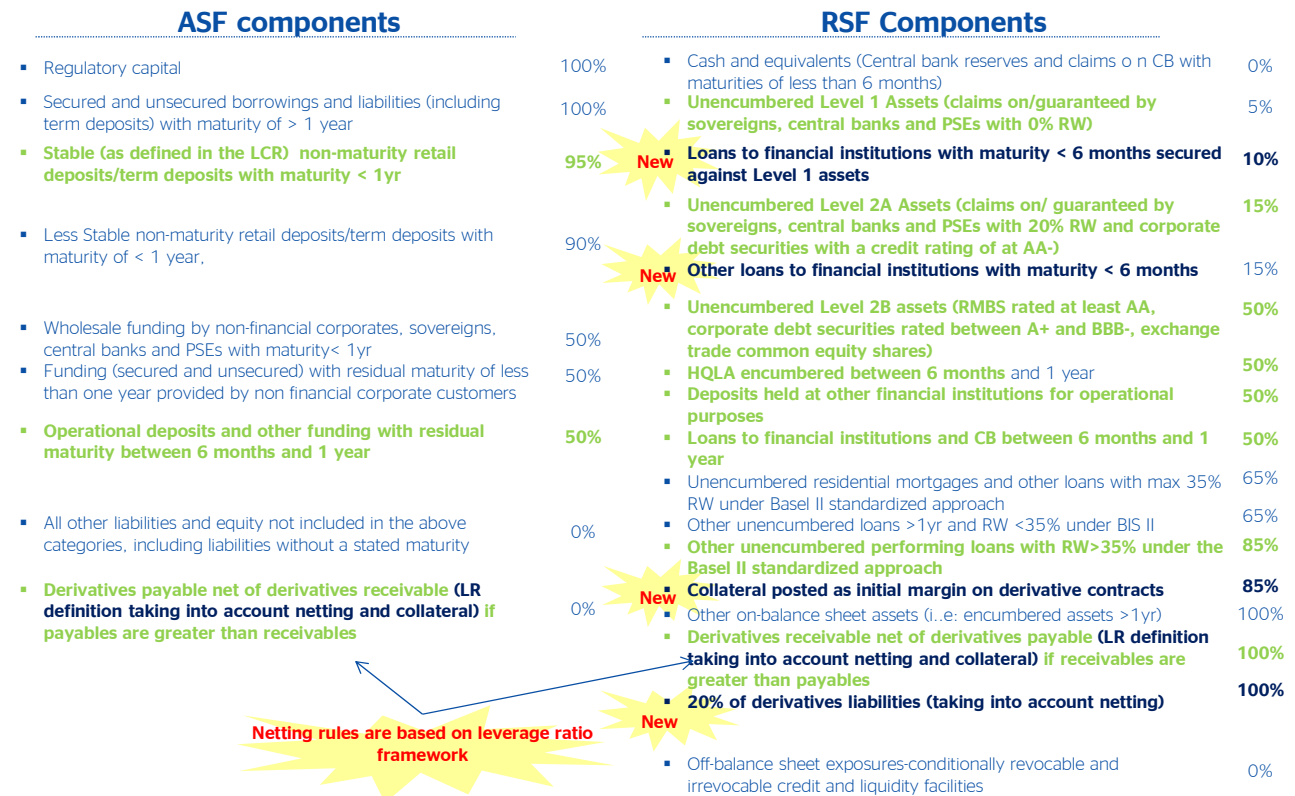 ASF components
Regulatory capital 100%
Secured and unsecured borrowings and liabilities (including
term deposits) with maturity of > 1 year 100%
Stable (as defined in the LCR) non-maturity retail
deposits/term deposits with maturity < 1yr 95%
Less Stable non-maturity retail deposits/term deposits with
maturity of < 1 year, 90%
Wholesale funding by non-financial corporates, sovereigns,
central banks and PSEs with maturity< 1yr 50%
Funding (secured and unsecured) with residual maturity of less 50%
than one year provided by non financial corporate customers
Operational deposits and other funding with residual 50%
maturity between 6 months and 1 year
All other liabilities and equity not included in the above
categories, including liabilities without a stated maturity 0%
Derivatives payable net of derivatives receivable (LR
definition taking into account netting and collateral) if 0%
payables are greater than receivables
Netting rules are based on leverage ratio
framework
RSF Components
Cash and equivalents (Central bank reserves and claims o n CB with 0%
maturities of less than 6 months)
Unencumbered Level 1 Assets (claims on/guaranteed by 5%
sovereigns, central banks and PSEs with 0% RW)
New Loans to financial institutions with maturity < 6 months secured 10%
against Level 1 assets
Unencumbered Level 2A Assets (claims on/ guaranteed by 15%
sovereigns, central banks and PSEs with 20% RW and corporate
debt securities with a credit rating of at AA-)
New Other loans to financial institutions with maturity < 6 months 15%
Unencumbered Level 2B assets (RMBS rated at least AA, 50%
corporate debt securities rated between A+ and BBB-, exchange
trade common equity shares)
HQLA encumbered between 6 months and 1 year 50%
Deposits held at other financial institutions for operational 50%
purposes
Loans to financial institutions and CB between 6 months and 1 50%
year
Unencumbered residential mortgages and other loans with max 35% 65%
RW under Basel II standardized approach
Other unencumbered loans >1yr and RW <35% under BIS II 65%
Other unencumbered performing loans with RW>35% under the 85%
Basel II standardized approach
New Collateral posted as initial margin on derivative contracts 85%
Other on-balance sheet assets (i..e: encumbered assets >1yr) 100%
Derivatives receivable net of derivatives payable (LR definition
taking into account netting and collateral) if receivables are 100%
greater than payables
New 20% of derivatives liabilities (taking into account netting) 100%
Off-balance sheet exposures-conditionally revocable and 0%
irrevocable credit and liquidity facilities